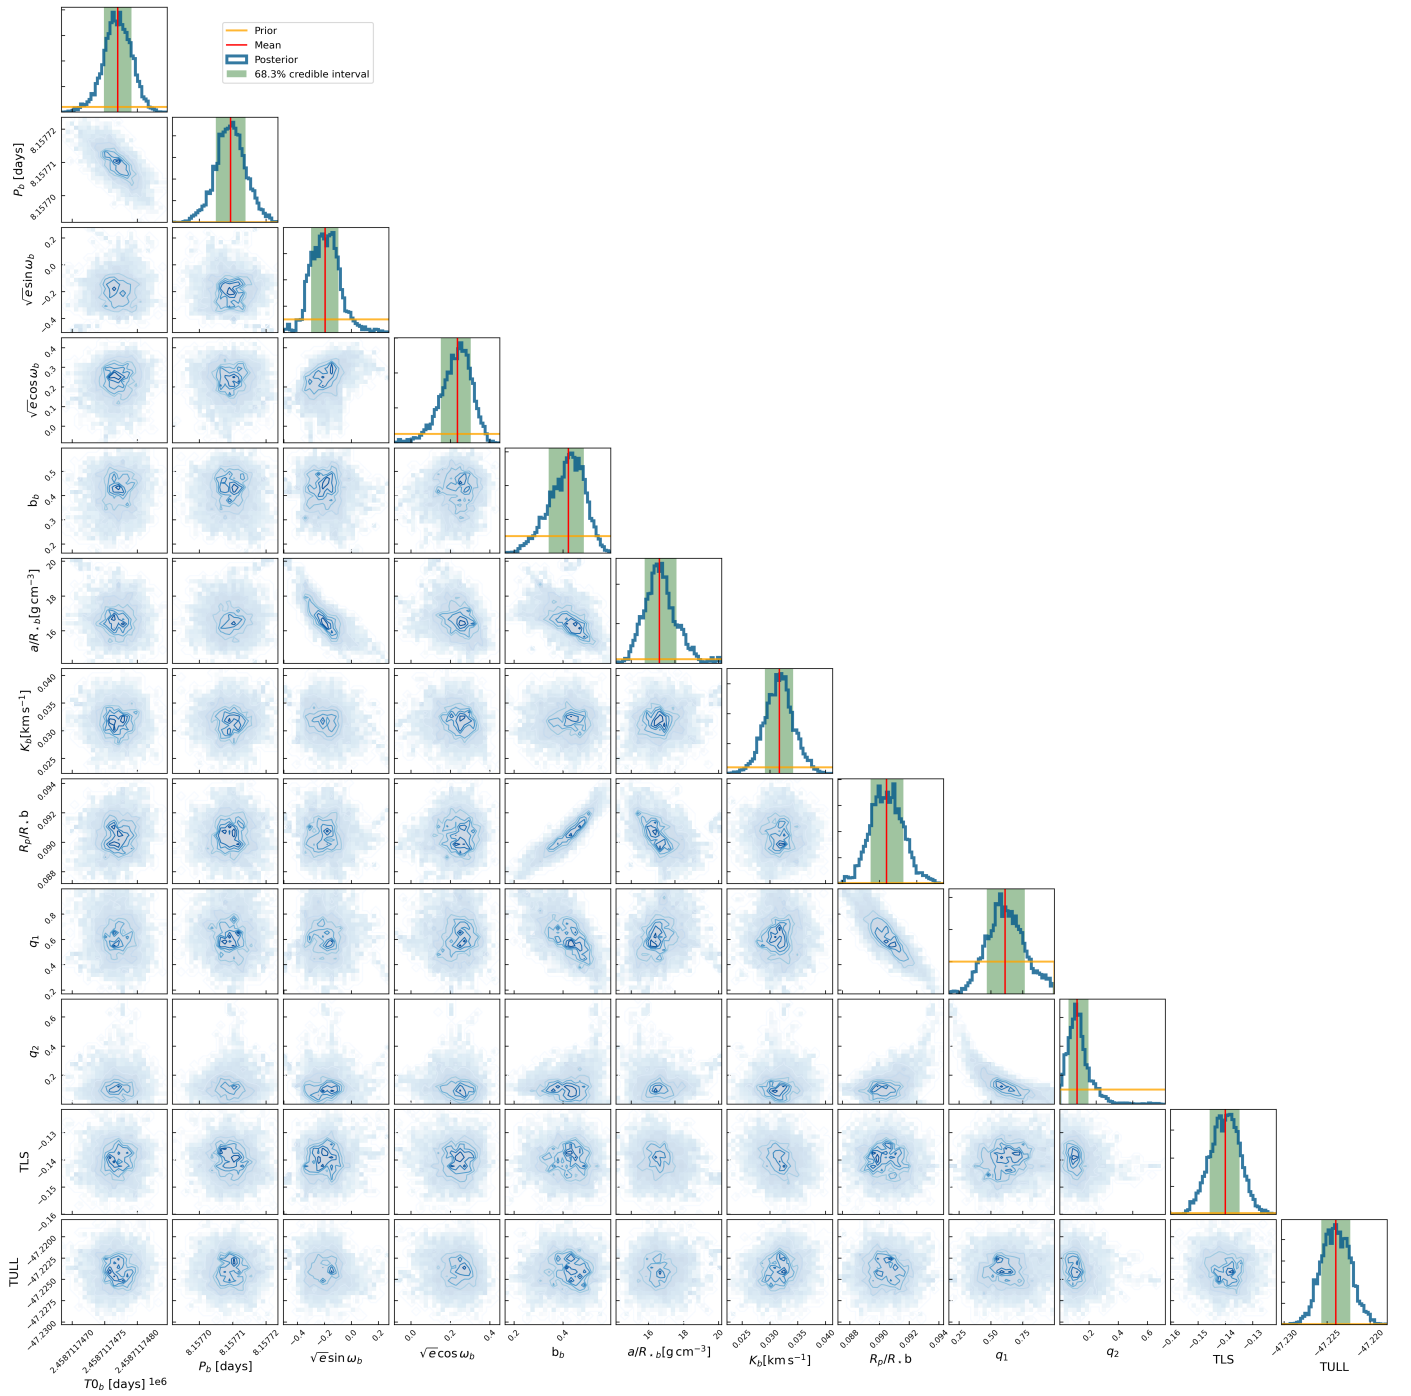 Prior
Mean
Posterior
68.3% credible interval
P_b [days]
8.15772
8.15771
8.15770
√e sin ω_b
0.2
0.0
−0.2
−0.4
√e cos ω_b
0.4
0.3
0.2
0.1
0.0
b_b
0.5
0.4
0.3
0.2
a/R⋆b[g cm⁻³]
20
18
16
K_b[km s⁻¹]
0.040
0.035
0.030
0.025
R_p/R⋆b
0.094
0.092
0.090
0.088
q₁
0.8
0.6
0.4
0.2
q₂
0.6
0.4
0.2
TLS
−0.13
−0.14
−0.15
−0.16
TULL
−47.2200
−47.2225
−47.2250
−47.2275
−47.2300
2.4587117470 2.4587117475 2.4587117480
8.15770 8.15771 8.15772
−0.4 −0.2 0.0 0.2
0.0 0.2 0.4
0.2 0.4
16 18 20
0.025 0.030 0.035 0.040
0.088 0.090 0.092 0.094
0.25 0.50 0.75
0.2 0.4 0.6
−0.16 −0.15 −0.14 −0.13
−47.230 −47.225 −47.220
T0_b [days] 1e6
P_b [days]
√e sin ω_b
√e cos ω_b
b_b
a/R⋆b[g cm⁻³]
K_b[km s⁻¹]
R_p/R⋆b
q₁
q₂
TLS
TULL